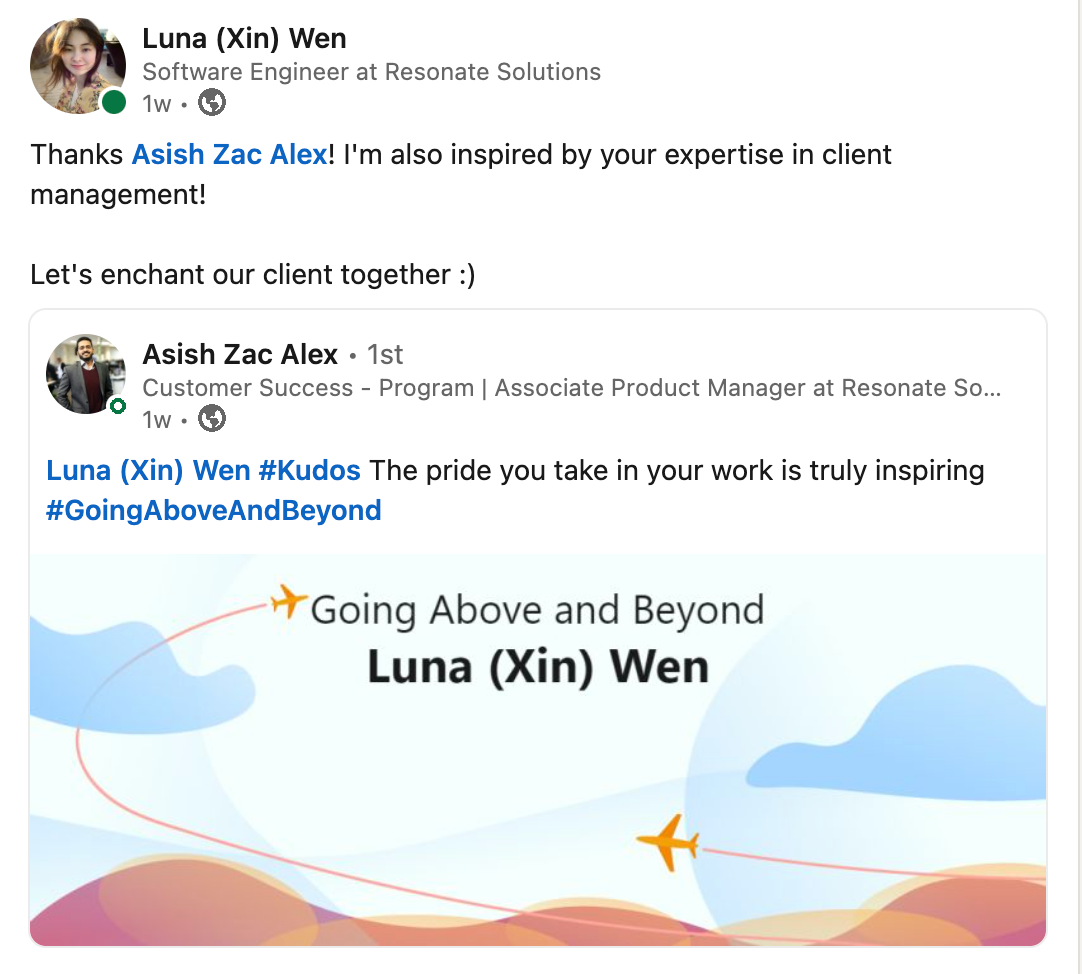 Luna (Xin) Wen
Software Engineer at Resonate Solutions
1w •
Thanks Asish Zac Alex! I'm also inspired by your expertise in client
management!
Let's enchant our client together :)
Asish Zac Alex • 1st
Customer Success - Program | Associate Product Manager at Resonate So...
1w •
Luna (Xin) Wen #Kudos The pride you take in your work is truly inspiring
#GoingAboveAndBeyond
Going Above and Beyond
Luna (Xin) Wen